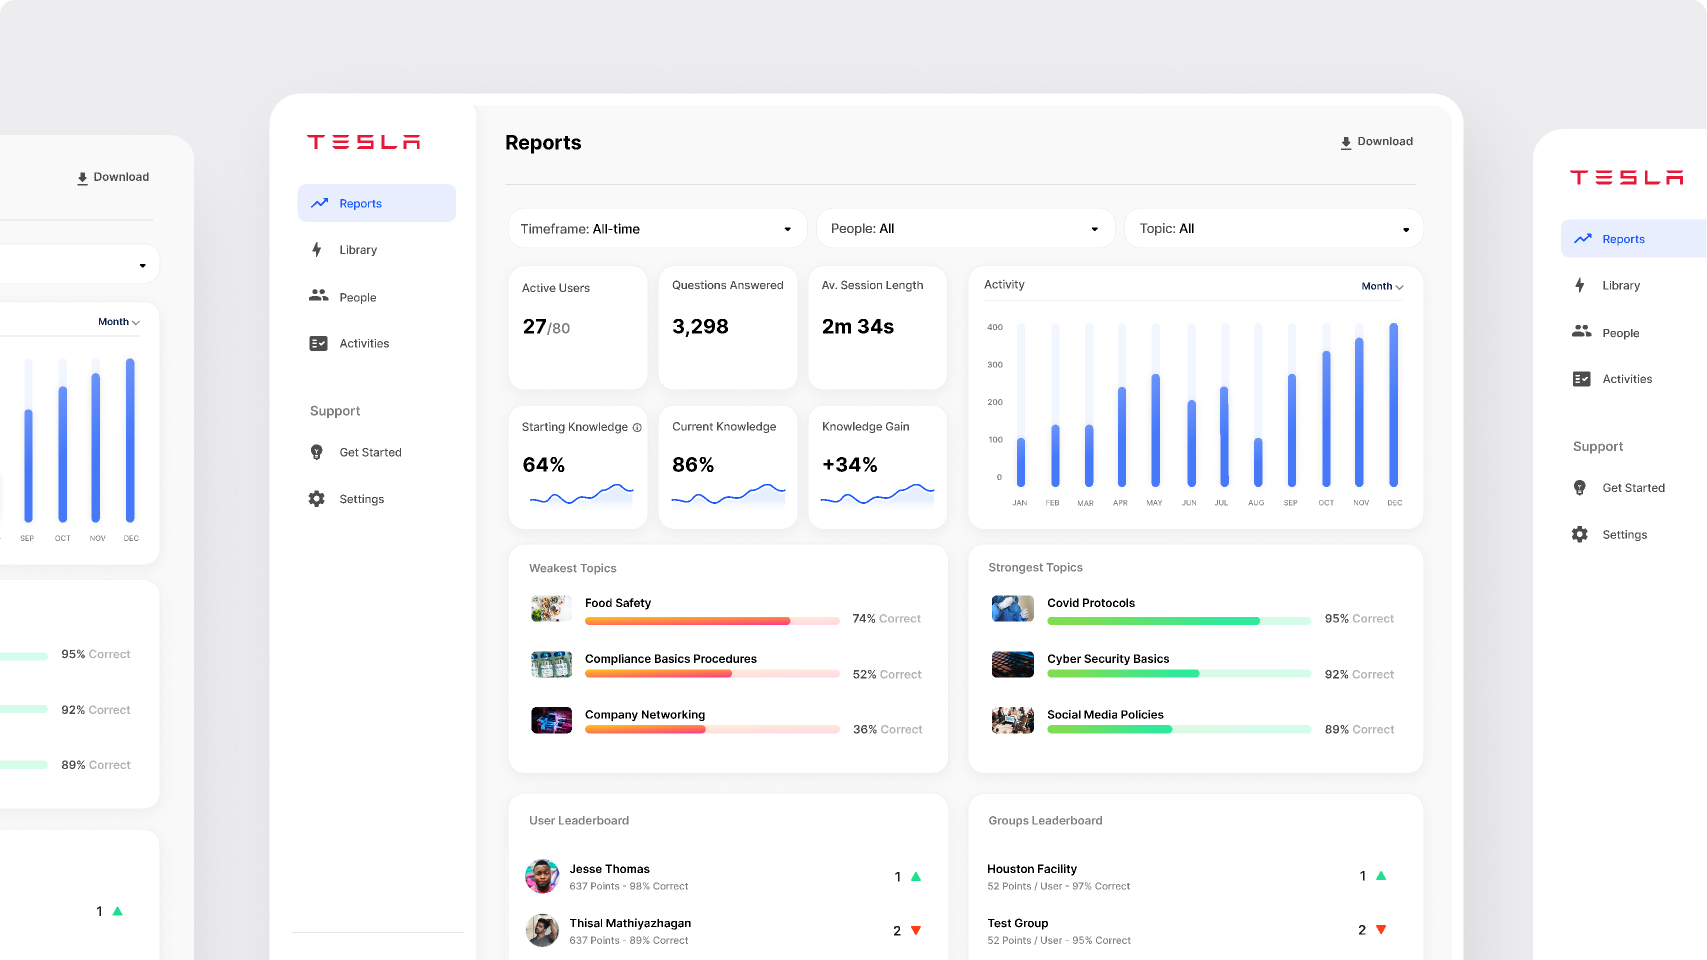 Download
Month
SEP OCT NOV DEC
95% Correct
92% Correct
89% Correct
1
TESLA
Reports
Library
People
Activities
Support
Get Started
Settings
Reports
Download
Timeframe: All-time
People: All
Topic: All
Active Users
27/80
Questions Answered
3,298
Av. Session Length
2m 34s
Starting Knowledge
64%
Current Knowledge
86%
Knowledge Gain
+34%
Activity
Month
400
300
200
100
0
JAN FEB MAR APR MAY JUN JUL AUG SEP OCT NOV DEC
Weakest Topics
Food Safety
74% Correct
Compliance Basics Procedures
52% Correct
Company Networking
36% Correct
Strongest Topics
Covid Protocols
95% Correct
Cyber Security Basics
92% Correct
Social Media Policies
89% Correct
User Leaderboard
Jesse Thomas
637 Points - 98% Correct
1
Thisal Mathiyazhagan
637 Points - 89% Correct
2
Groups Leaderboard
Houston Facility
52 Points / User - 97% Correct
1
Test Group
52 Points / User - 95% Correct
2
TESLA
Reports
Library
People
Activities
Support
Get Started
Settings